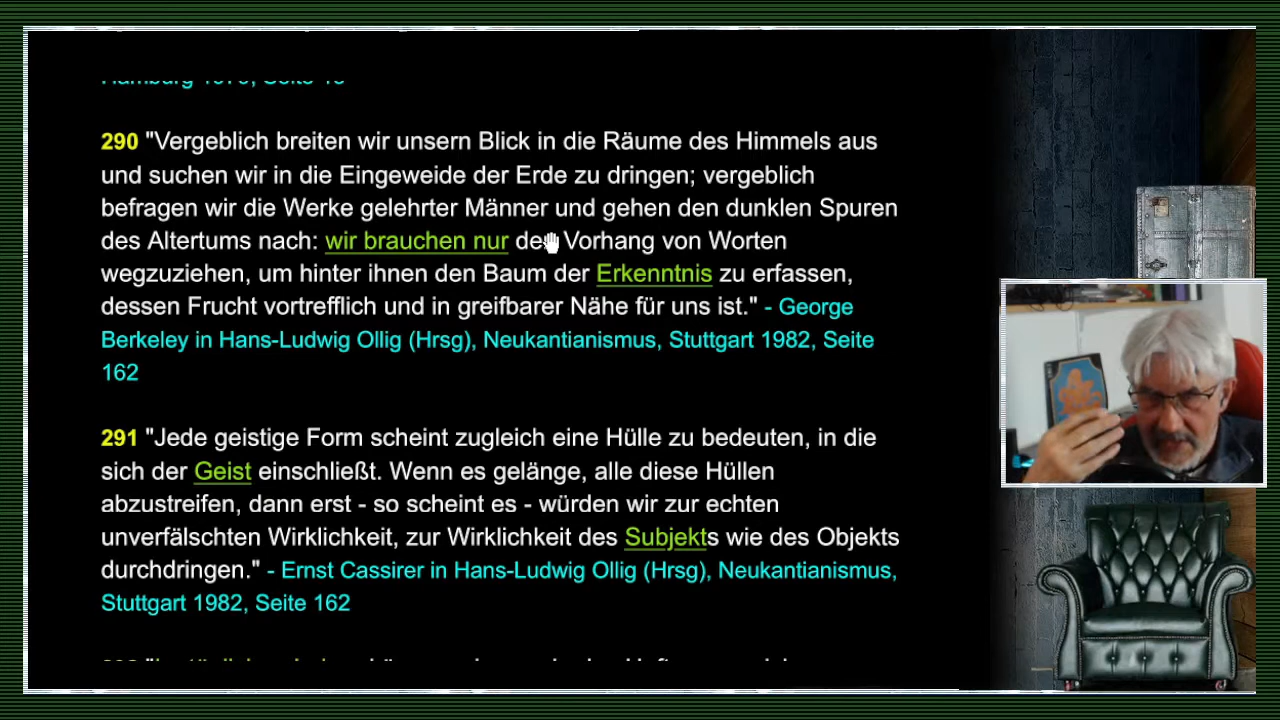 290 "Vergeblich breiten wir unsern Blick in die Räume des Himmels aus
und suchen wir in die Eingeweide der Erde zu dringen; vergeblich
befragen wir die Werke gelehrter Männer und gehen den dunklen Spuren
des Altertums nach: wir brauchen nur den Vorhang von Worten
wegzuziehen, um hinter ihnen den Baum der Erkenntnis zu erfassen,
dessen Frucht vortrefflich und in greifbarer Nähe für uns ist." - George
Berkeley in Hans-Ludwig Ollig (Hrsg), Neukantianismus, Stuttgart 1982, Seite
162
291 "Jede geistige Form scheint zugleich eine Hülle zu bedeuten, in die
sich der Geist einschließt. Wenn es gelänge, alle diese Hüllen
abzustreifen, dann erst - so scheint es - würden wir zur echten
unverfälschten Wirklichkeit, zur Wirklichkeit des Subjekts wie des Objekts
durchdringen." - Ernst Cassirer in Hans-Ludwig Ollig (Hrsg), Neukantianismus,
Stuttgart 1982, Seite 162